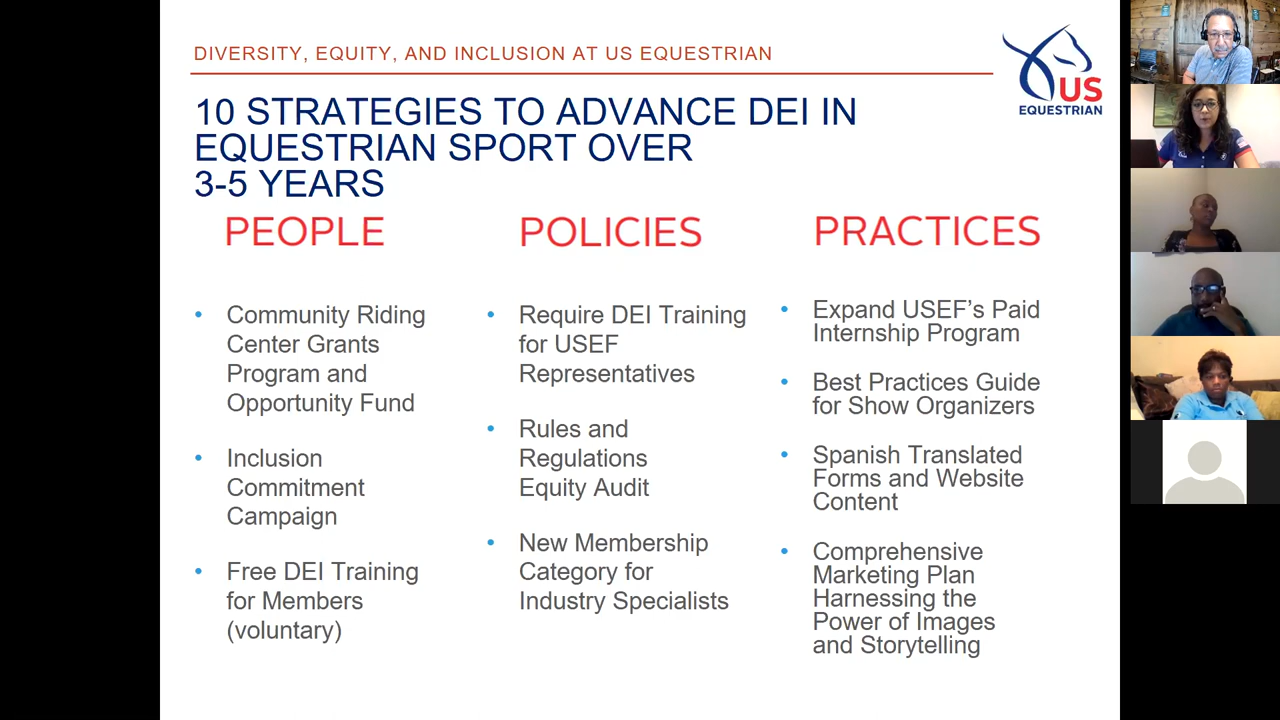 DIVERSITY, EQUITY, AND INCLUSION AT US EQUESTRIAN
US
EQUESTRIAN
10 STRATEGIES TO ADVANCE DEI IN
EQUESTRIAN SPORT OVER
3-5 YEARS
PEOPLE
• Community Riding
Center Grants
Program and
Opportunity Fund
• Inclusion
Commitment
Campaign
• Free DEI Training
for Members
(voluntary)
POLICIES
• Require DEI Training
for USEF
Representatives
• Rules and
Regulations
Equity Audit
• New Membership
Category for
Industry Specialists
PRACTICES
• Expand USEF’s Paid
Internship Program
• Best Practices Guide
for Show Organizers
• Spanish Translated
Forms and Website
Content
• Comprehensive
Marketing Plan
Harnessing the
Power of Images
and Storytelling